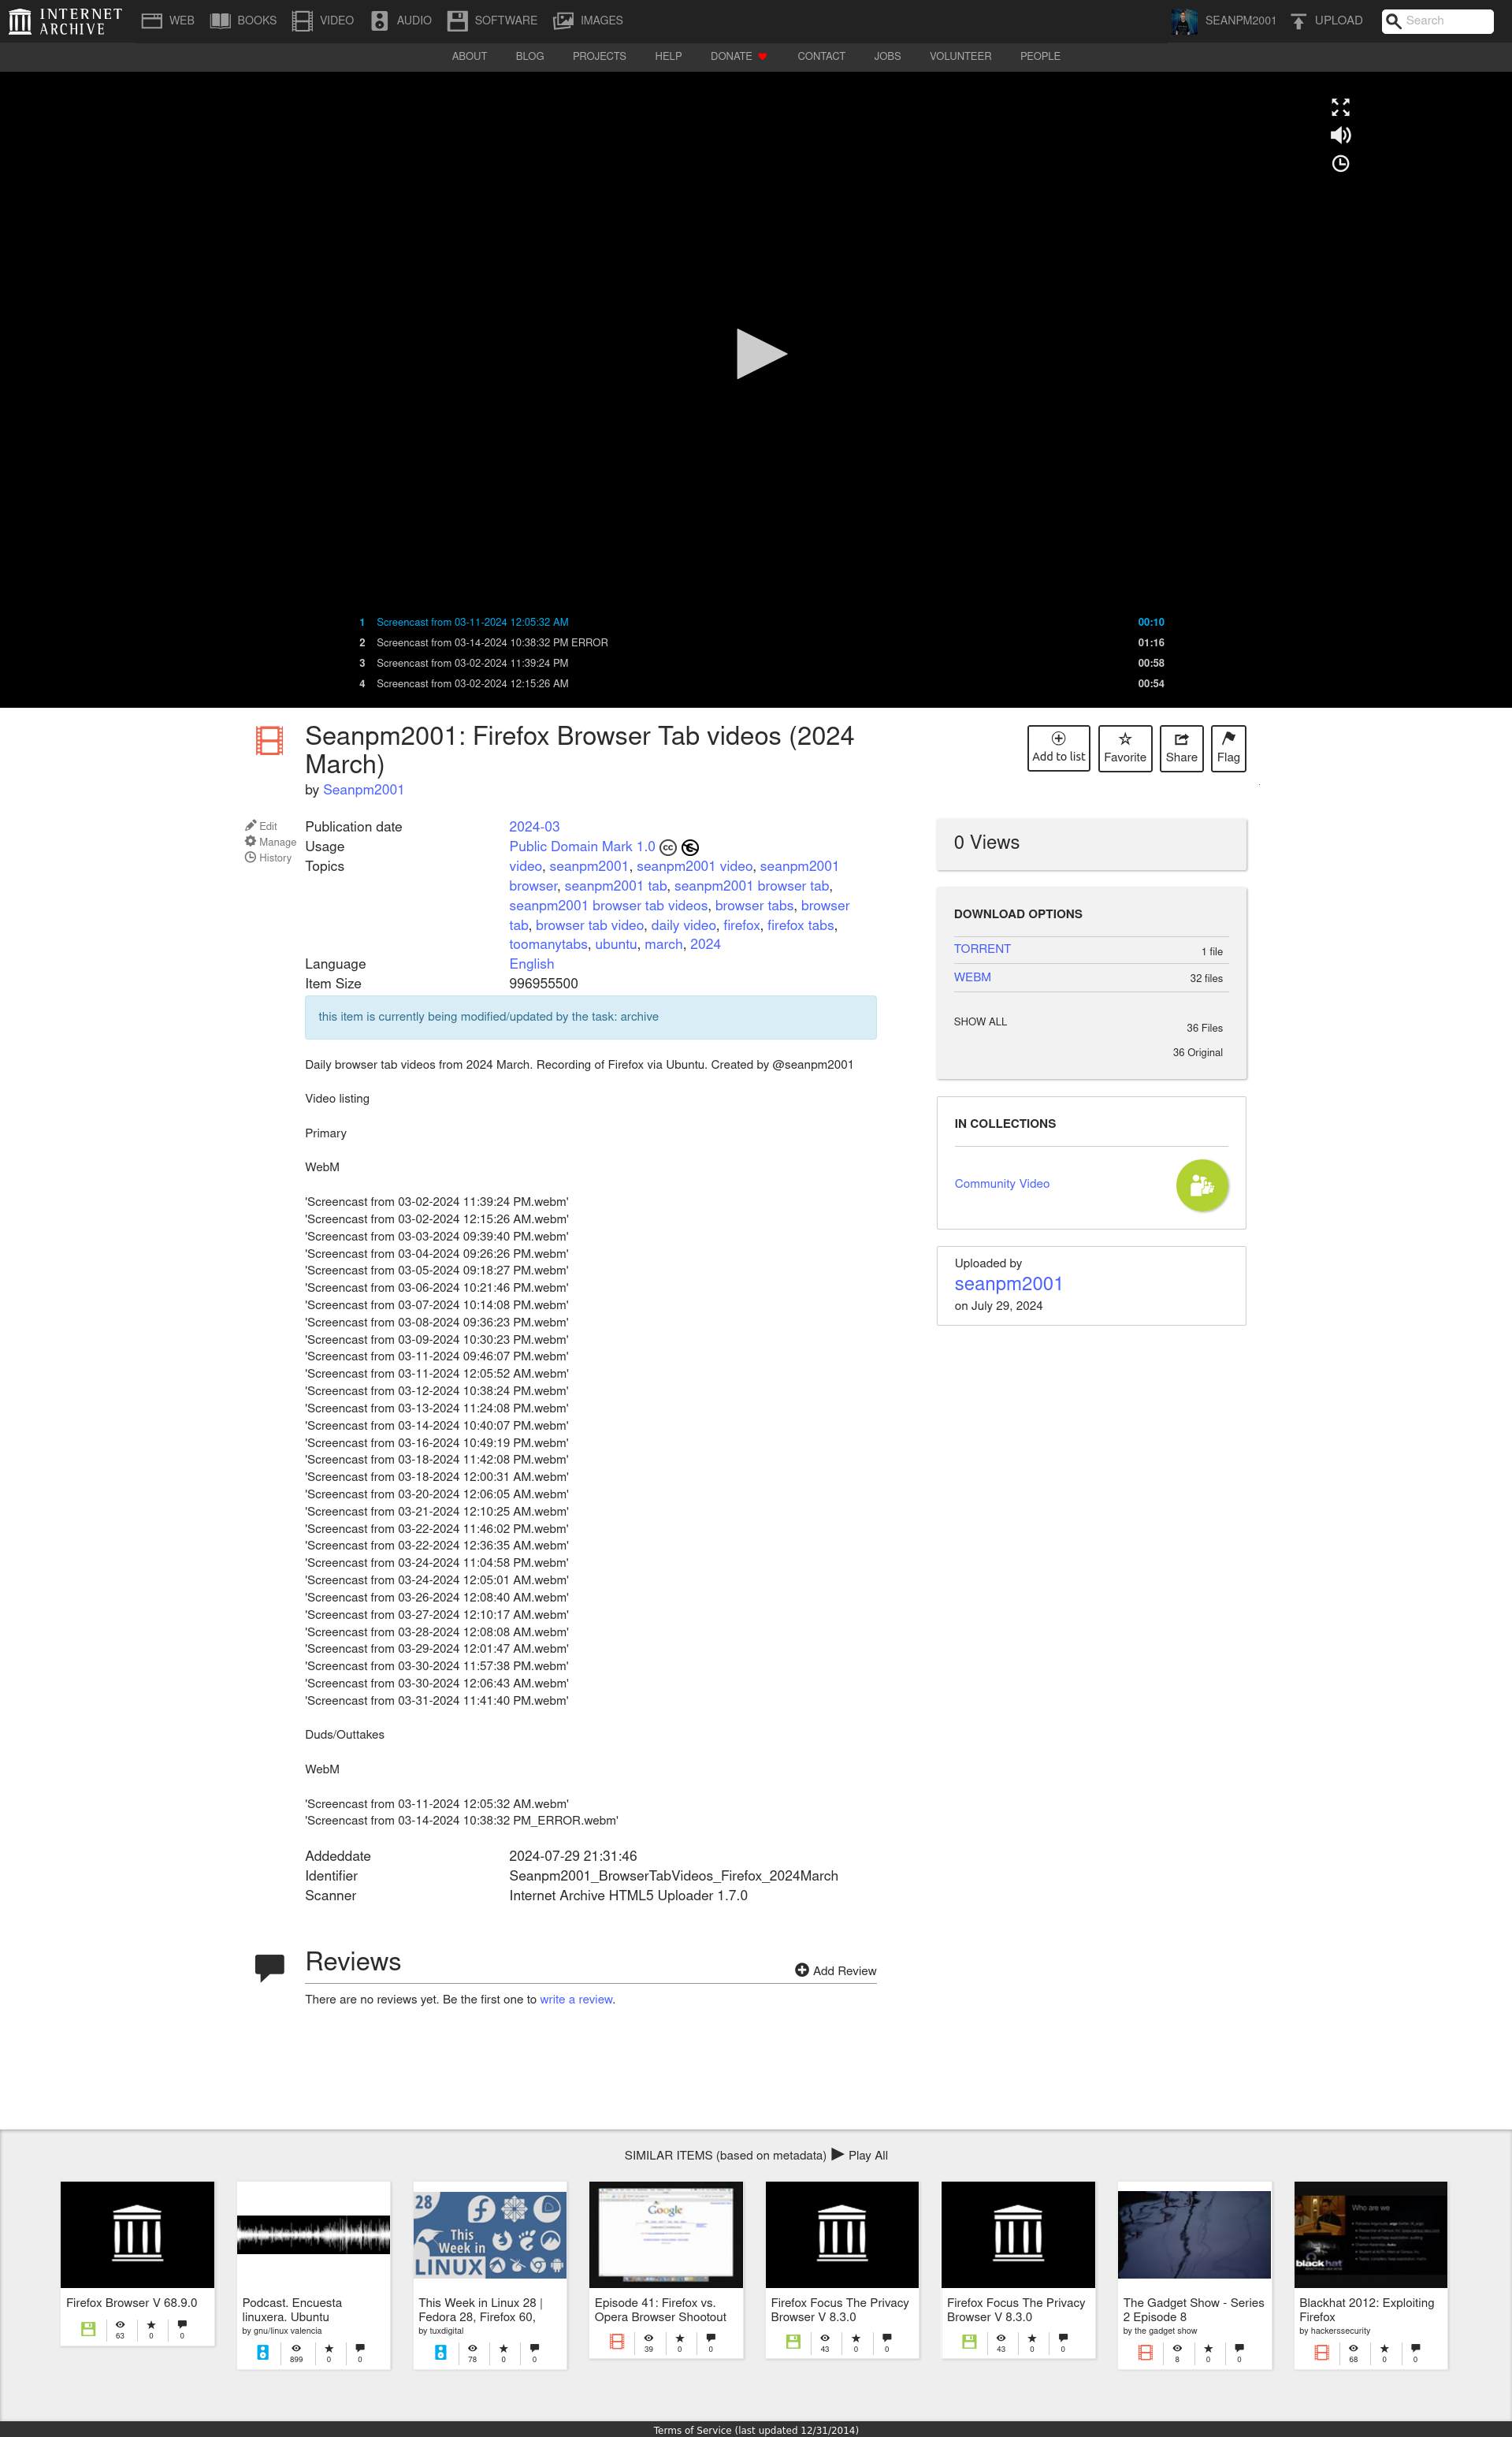 INTERNET ARCHIVE
WEB
BOOKS
VIDEO
AUDIO
SOFTWARE
IMAGES
SEANPM2001
UPLOAD
Search
ABOUT
BLOG
PROJECTS
HELP
DONATE
CONTACT
JOBS
VOLUNTEER
PEOPLE
1 Screencast from 03-11-2024 12:05:32 AM 00:10
2 Screencast from 03-14-2024 10:38:32 PM ERROR 01:16
3 Screencast from 03-02-2024 11:39:24 PM 00:58
4 Screencast from 03-02-2024 12:15:26 AM 00:54
Seanpm2001: Firefox Browser Tab videos (2024
March)
by Seanpm2001
Add to list
Favorite
Share
Flag
Edit
Manage
History
Publication date 2024-03
Usage Public Domain Mark 1.0
Topics video, seanpm2001, seanpm2001 video, seanpm2001
browser, seanpm2001 tab, seanpm2001 browser tab,
seanpm2001 browser tab videos, browser tabs, browser
tab, browser tab video, daily video, firefox, firefox tabs,
toomanytabs, ubuntu, march, 2024
Language English
Item Size 996955500
this item is currently being modified/updated by the task: archive
Daily browser tab videos from 2024 March. Recording of Firefox via Ubuntu. Created by @seanpm2001
Video listing
Primary
WebM
'Screencast from 03-02-2024 11:39:24 PM.webm'
'Screencast from 03-02-2024 12:15:26 AM.webm'
'Screencast from 03-03-2024 09:39:40 PM.webm'
'Screencast from 03-04-2024 09:26:26 PM.webm'
'Screencast from 03-05-2024 09:18:27 PM.webm'
'Screencast from 03-06-2024 10:21:46 PM.webm'
'Screencast from 03-07-2024 10:14:08 PM.webm'
'Screencast from 03-08-2024 09:36:23 PM.webm'
'Screencast from 03-09-2024 10:30:23 PM.webm'
'Screencast from 03-11-2024 09:46:07 PM.webm'
'Screencast from 03-11-2024 12:05:52 AM.webm'
'Screencast from 03-12-2024 10:38:24 PM.webm'
'Screencast from 03-13-2024 11:24:08 PM.webm'
'Screencast from 03-14-2024 10:40:07 PM.webm'
'Screencast from 03-16-2024 10:49:19 PM.webm'
'Screencast from 03-18-2024 11:42:08 PM.webm'
'Screencast from 03-18-2024 12:00:31 AM.webm'
'Screencast from 03-20-2024 12:06:05 AM.webm'
'Screencast from 03-21-2024 12:10:25 AM.webm'
'Screencast from 03-22-2024 11:46:02 PM.webm'
'Screencast from 03-22-2024 12:36:35 AM.webm'
'Screencast from 03-24-2024 11:04:58 PM.webm'
'Screencast from 03-24-2024 12:05:01 AM.webm'
'Screencast from 03-26-2024 12:08:40 AM.webm'
'Screencast from 03-27-2024 12:10:17 AM.webm'
'Screencast from 03-28-2024 12:08:08 AM.webm'
'Screencast from 03-29-2024 12:01:47 AM.webm'
'Screencast from 03-30-2024 11:57:38 PM.webm'
'Screencast from 03-30-2024 12:06:43 AM.webm'
'Screencast from 03-31-2024 11:41:40 PM.webm'
Duds/Outtakes
WebM
'Screencast from 03-11-2024 12:05:32 AM.webm'
'Screencast from 03-14-2024 10:38:32 PM_ERROR.webm'
Addeddate 2024-07-29 21:31:46
Identifier Seanpm2001_BrowserTabVideos_Firefox_2024March
Scanner Internet Archive HTML5 Uploader 1.7.0
0 Views
DOWNLOAD OPTIONS
TORRENT 1 file
WEBM 32 files
SHOW ALL 36 Files
36 Original
IN COLLECTIONS
Community Video
Uploaded by
seanpm2001
on July 29, 2024
Reviews
Add Review
There are no reviews yet. Be the first one to write a review.
SIMILAR ITEMS (based on metadata) Play All
Firefox Browser V 68.9.0
63 0 0
Podcast. Encuesta
linuxera. Ubuntu
by gnu/linux valencia
899 0 0
28
This
Week in
LINUX
This Week in Linux 28 |
Fedora 28, Firefox 60,
by tuxdigital
78 0 0
Google
Episode 41: Firefox vs.
Opera Browser Shootout
39 0 0
Firefox Focus The Privacy
Browser V 8.3.0
43 0 0
Firefox Focus The Privacy
Browser V 8.3.0
43 0 0
The Gadget Show - Series
2 Episode 8
by the gadget show
8 0 0
Who are we
black hat
Blackhat 2012: Exploiting
Firefox
by hackerssecurity
68 0 0
Terms of Service (last updated 12/31/2014)